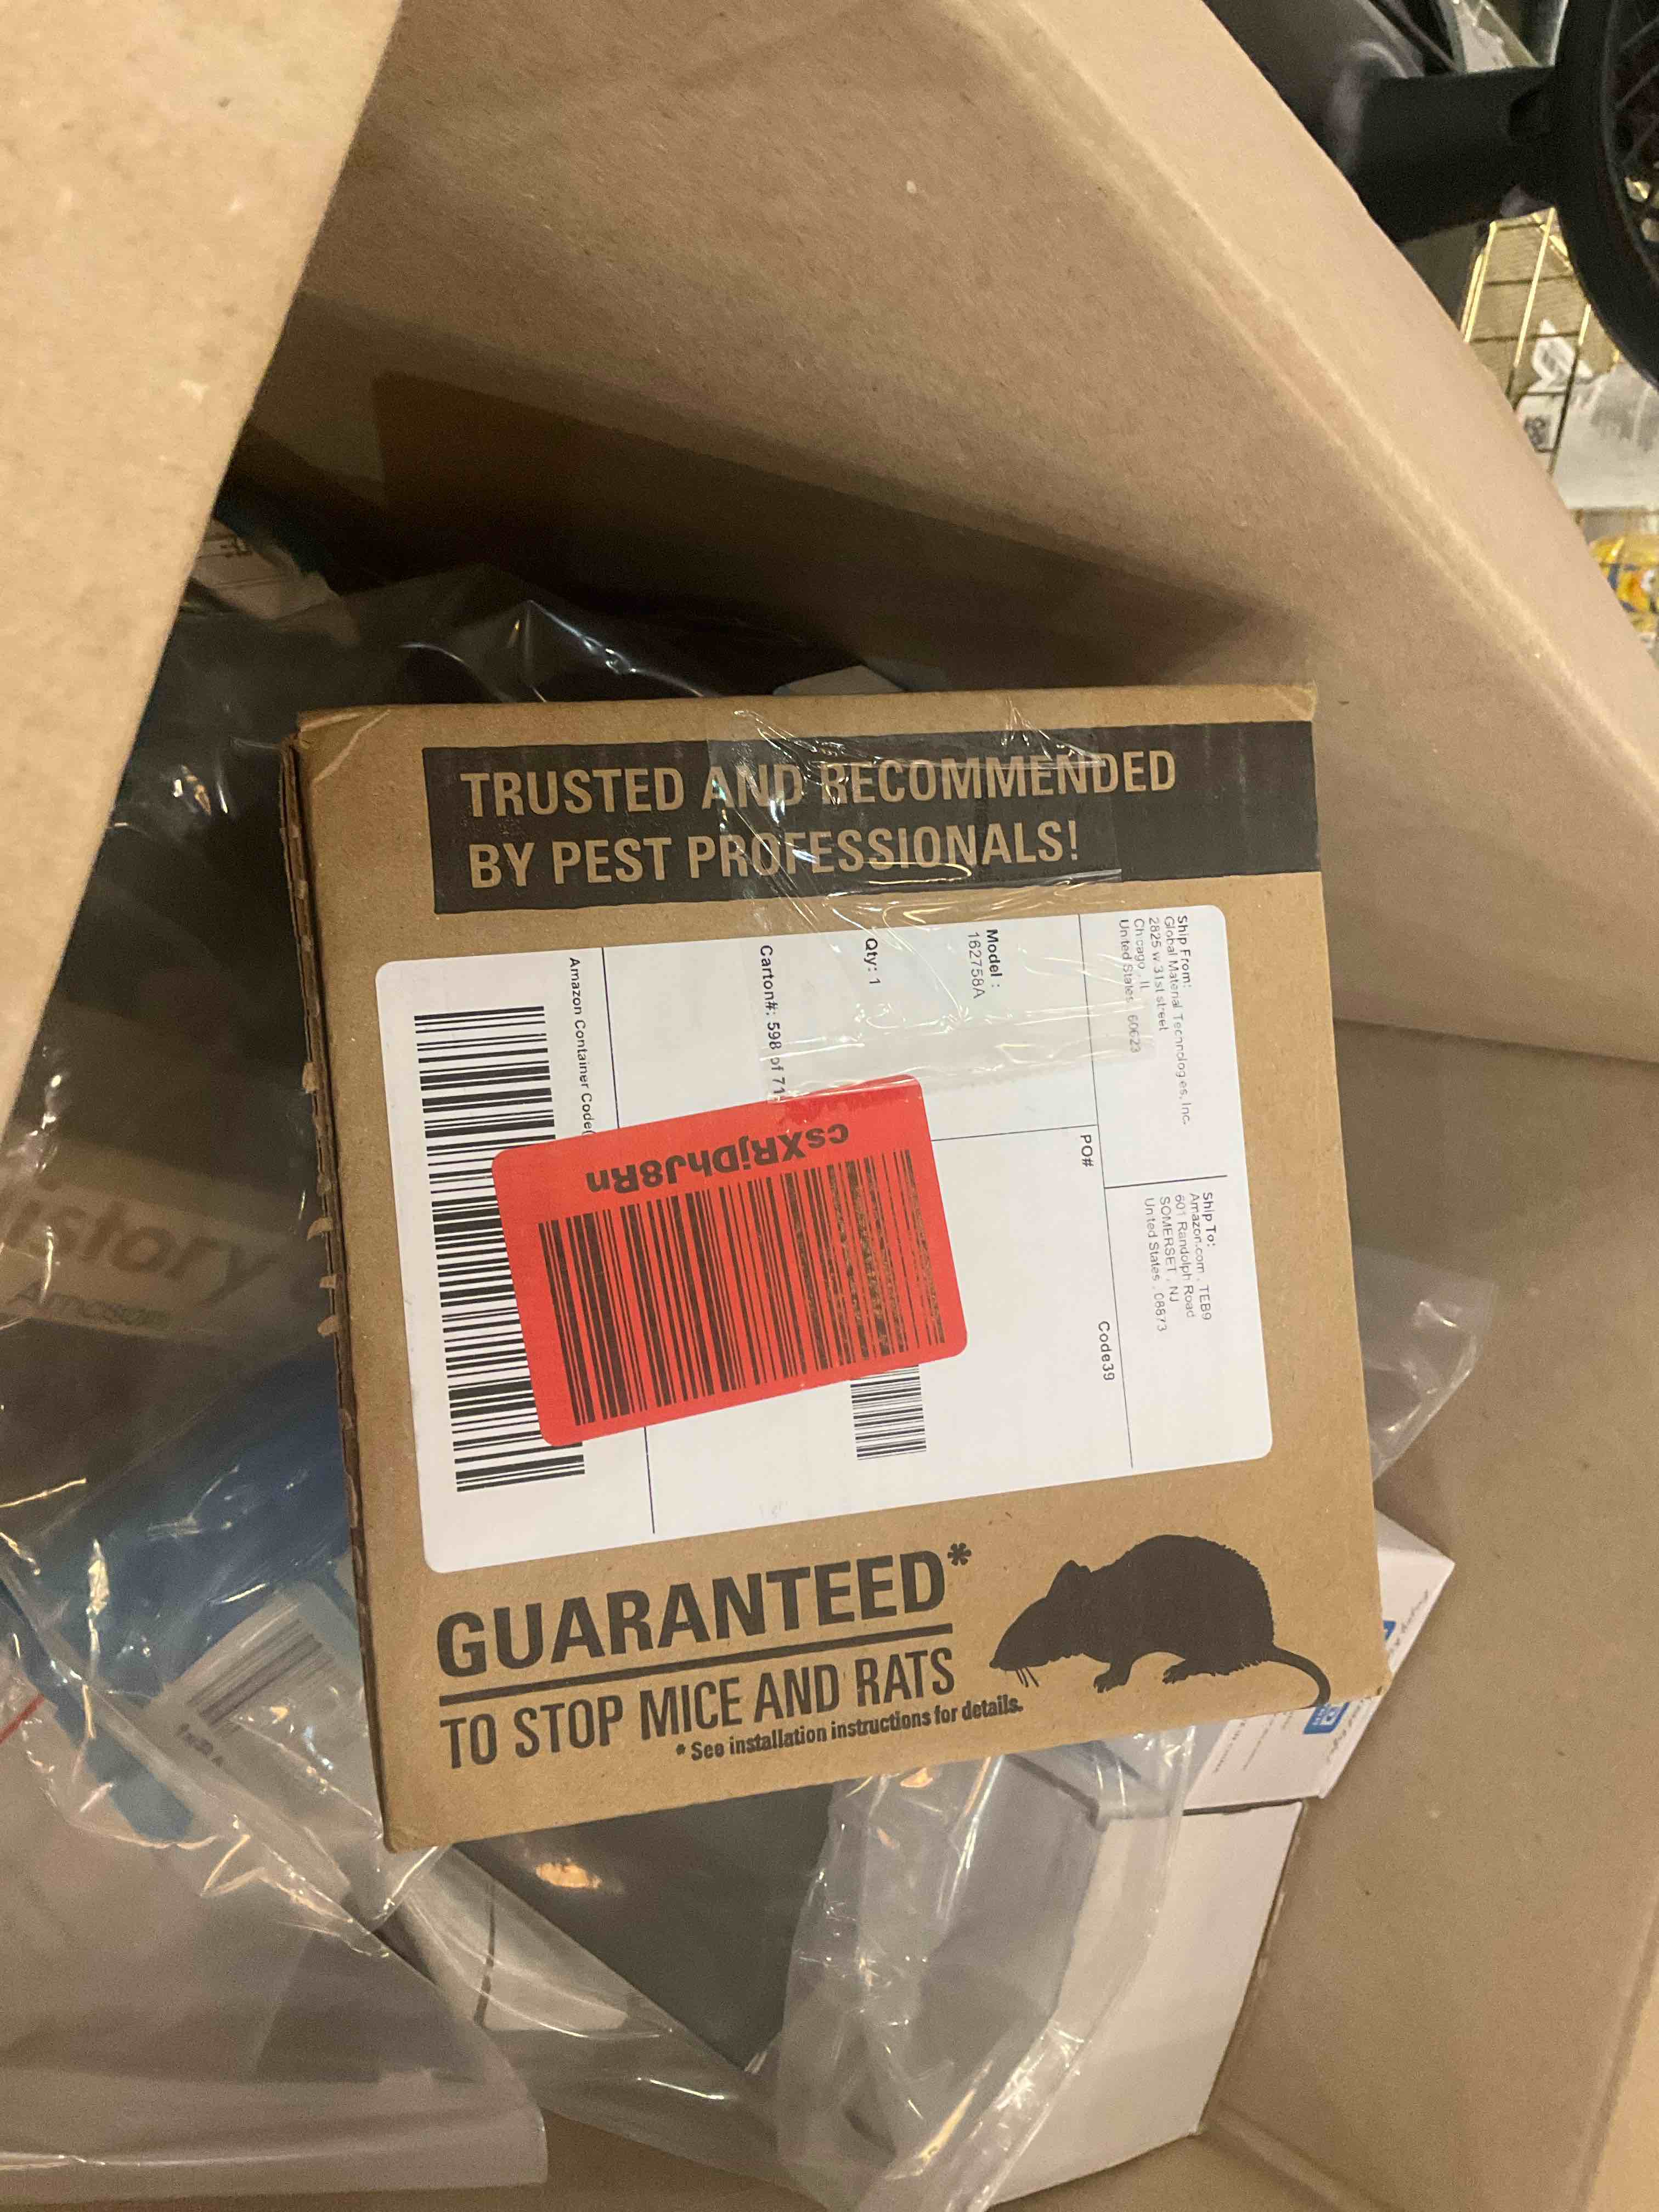 TRUSTED AND RECOMMENDED
BY PEST PROFESSIONALS!
Ship From:
Global Material Technologies, Inc.
2825 w 31st street
Chicago , IL
United States , 60623
Ship To:
Amazon.com , TEB9
601 Randolph Road
SOMERSET , NJ
United States , 08873
Model :
162758A
Qty: 1
Carton#: 598 of 71
PO#
Code39
Amazon Container Code(
csXRjDhJ8Rn
GUARANTEED*
TO STOP MICE AND RATS
* See installation instructions for details.
istory